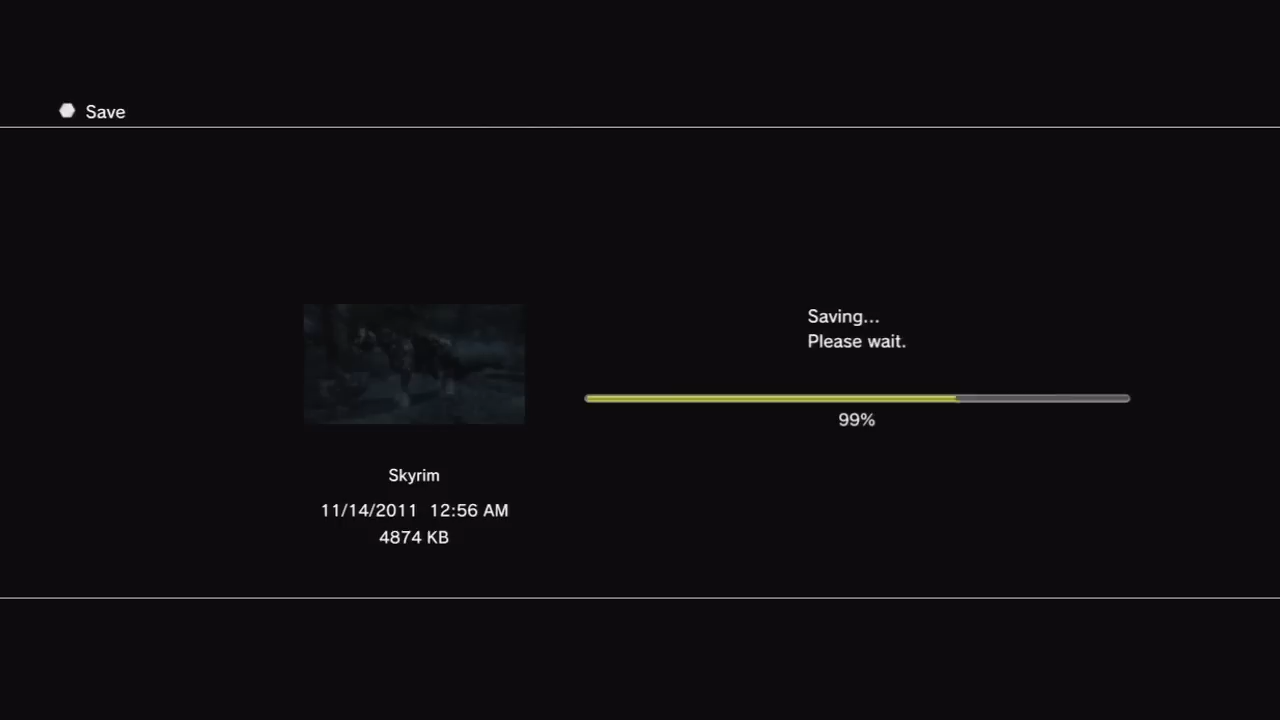 Save
Saving...
Please wait.
99%
Skyrim
11/14/2011 12:56 AM
4874 KB